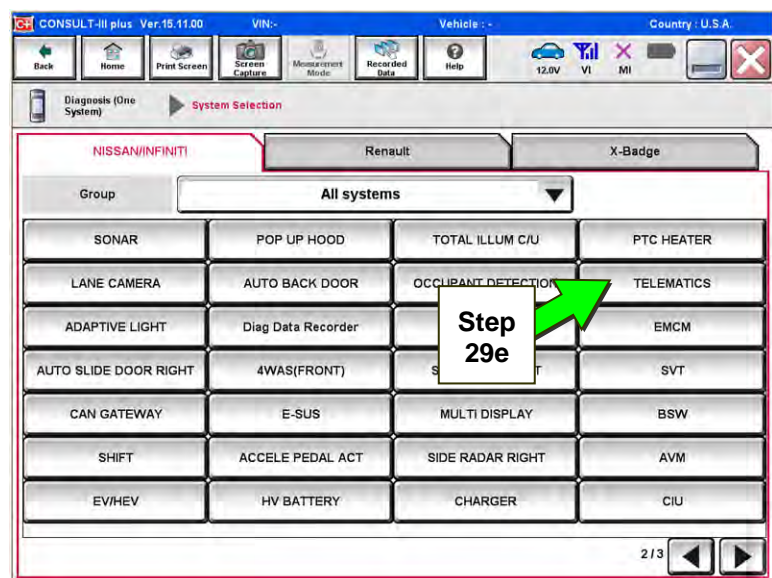 C+ CONSULT-III plus Ver.15.11.00 VIN:- Vehicle : - Country : U.S.A.
Back Home Print Screen Screen Capture Measurement Mode Recorded Data Help 12.0V VI MI
Diagnosis (One System) System Selection
NISSAN/INFINITI Renault X-Badge
Group All systems
SONAR POP UP HOOD TOTAL ILLUM C/U PTC HEATER
LANE CAMERA AUTO BACK DOOR OCCUPANT DETECTION TELEMATICS
ADAPTIVE LIGHT Diag Data Recorder EMCM
Step
29e
AUTO SLIDE DOOR RIGHT 4WAS(FRONT) SVT
CAN GATEWAY E-SUS MULTI DISPLAY BSW
SHIFT ACCELE PEDAL ACT SIDE RADAR RIGHT AVM
EV/HEV HV BATTERY CHARGER CIU
2/3